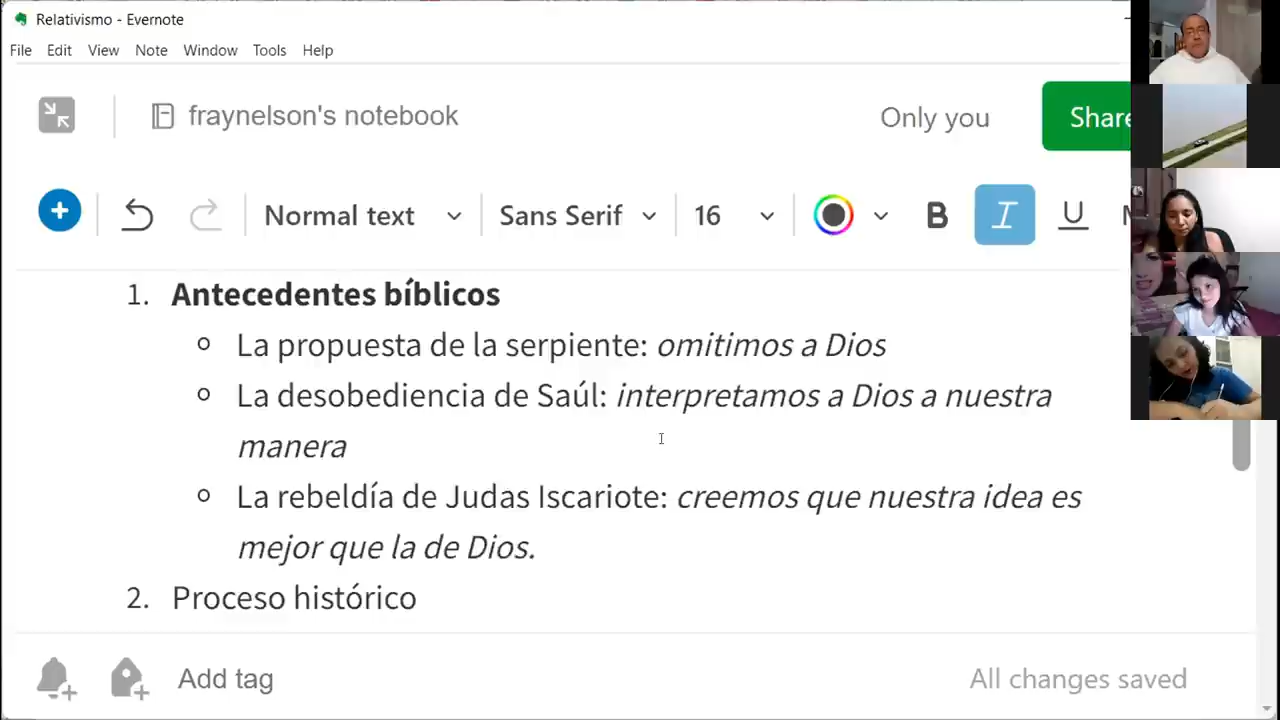 Relativismo - Evernote
File Edit View Note Window Tools Help
fraynelson's notebook
Only you
Share
Normal text
Sans Serif
16
B I U
1. Antecedentes bíblicos
La propuesta de la serpiente: omitimos a Dios
La desobediencia de Saúl: interpretamos a Dios a nuestra
manera
La rebeldía de Judas Iscariote: creemos que nuestra idea es
mejor que la de Dios.
2. Proceso histórico
Add tag
All changes saved